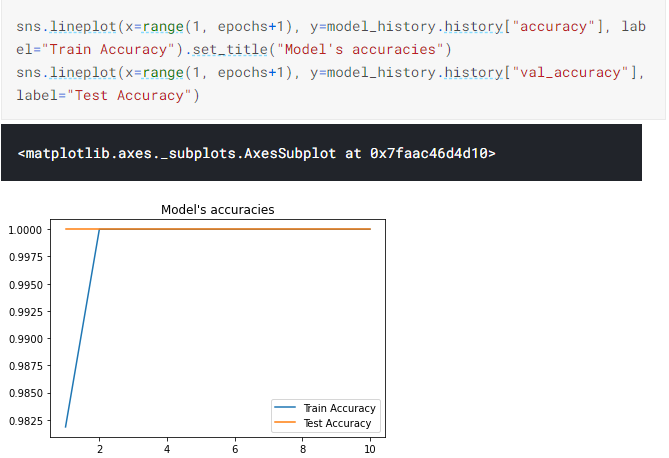 sns.lineplot(x=range(1, epochs+1), y=model_history.history["accuracy"], lab
el="Train Accuracy").set_title("Model's accuracies")
sns.lineplot(x=range(1, epochs+1), y=model_history.history["val_accuracy"],
label="Test Accuracy")
<matplotlib.axes._subplots.AxesSubplot at 0x7faac46d4d10>
Model's accuracies
1.0000
0.9975
0.9950
0.9925
0.9900
0.9875
0.9850
0.9825
Train Accuracy
Test Accuracy
2 4 6 8 10